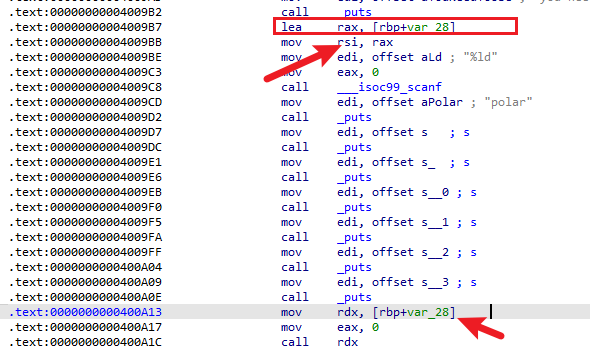 .text:00000000004009B2 call _puts
.text:00000000004009B7 lea rax, [rbp+var_28]
.text:00000000004009BB mov rsi, rax
.text:00000000004009BE mov edi, offset aLd ; "%ld"
.text:00000000004009C3 mov eax, 0
.text:00000000004009C8 call ___isoc99_scanf
.text:00000000004009CD mov edi, offset aPolar ; "polar"
.text:00000000004009D2 call _puts
.text:00000000004009D7 mov edi, offset s ; s
.text:00000000004009DC call _puts
.text:00000000004009E1 mov edi, offset s_ ; s
.text:00000000004009E6 call _puts
.text:00000000004009EB mov edi, offset s__0 ; s
.text:00000000004009F0 call _puts
.text:00000000004009F5 mov edi, offset s__1 ; s
.text:00000000004009FA call _puts
.text:00000000004009FF mov edi, offset s__2 ; s
.text:0000000000400A04 call _puts
.text:0000000000400A09 mov edi, offset s__3 ; s
.text:0000000000400A0E call _puts
.text:0000000000400A13 mov rdx, [rbp+var_28]
.text:0000000000400A17 mov eax, 0
.text:0000000000400A1C call rdx